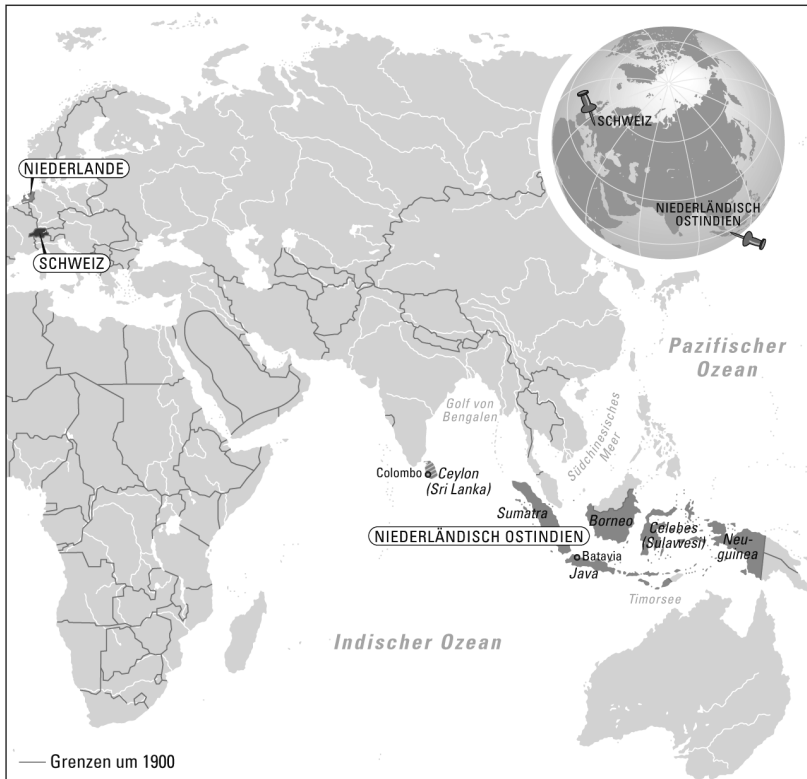 SCHWEIZ
NIEDERLÄNDISCH
OSTINDIEN
NIEDERLANDE
SCHWEIZ
Pazifischer
Ozean
Golf von
Bengalen
Südchinesisches
Meer
Colombo
Ceylon
(Sri Lanka)
Sumatra
Borneo
Celebes
(Sulawesi)
Neu-
guinea
NIEDERLÄNDISCH OSTINDIEN
Batavia
Java
Timorsee
Indischer Ozean
Grenzen um 1900